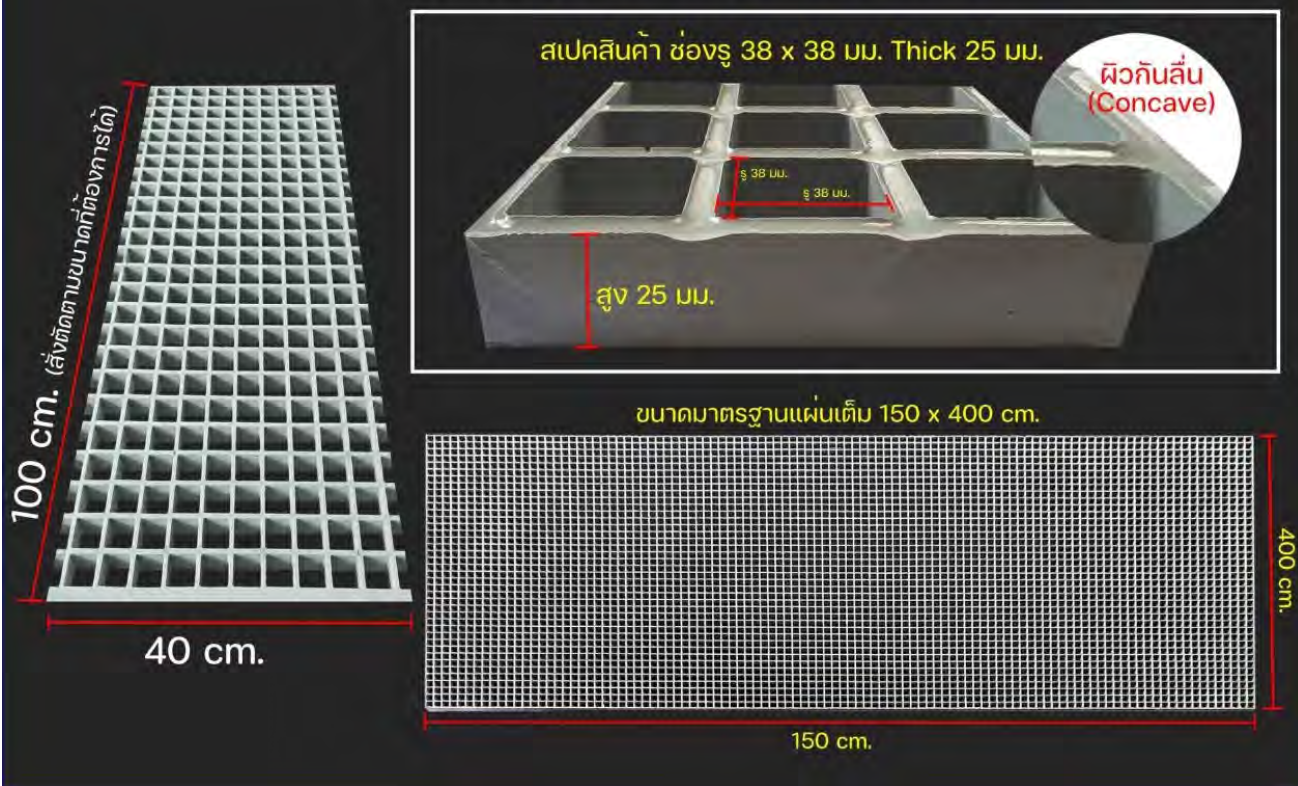 สเปคสินค้า ช่องรู 38 x 38 มม. Thick 25 มม.
ผิวกันลื่น
(Concave)
รู 38 มม.
รู 38 มม.
สูง 25 มม.
100 cm. (สั่งตัดตามขนาดที่ต้องการได้)
40 cm.
ขนาดมาตรฐานแผ่นเต็ม 150 x 400 cm.
400 cm.
150 cm.